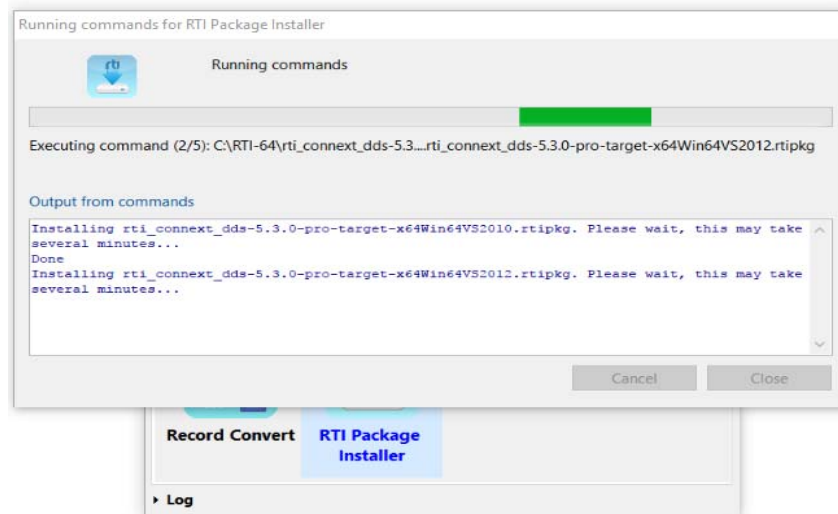 Running commands for RTI Package Installer
rti
Running commands
Executing command (2/5): C:\RTI-64\rti_connext_dds-5.3....rti_connext_dds-5.3.0-pro-target-x64Win64VS2012.rtipkg
Output from commands
Installing rti_connext_dds-5.3.0-pro-target-x64Win64VS2010.rtipkg. Please wait, this may take
several minutes...
Done
Installing rti_connext_dds-5.3.0-pro-target-x64Win64VS2012.rtipkg. Please wait, this may take
several minutes...
Cancel
Close
Record Convert
RTI Package
Installer
Log